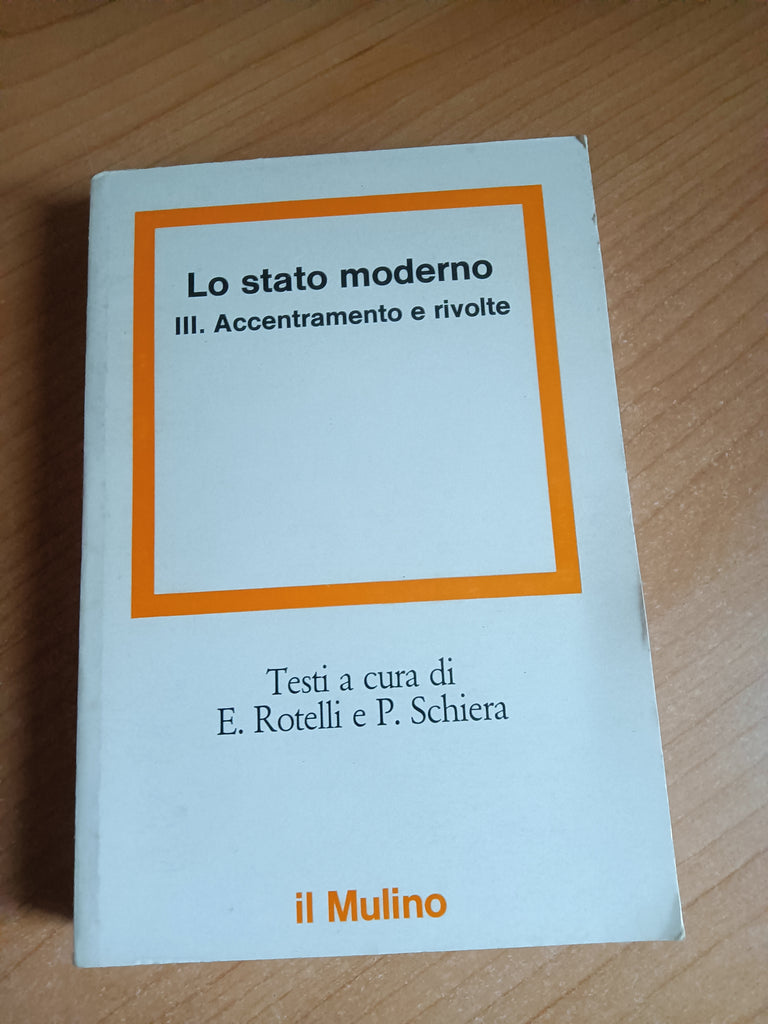 Lo stato moderno
III. Accentramento e rivolte
Testi a cura di
E. Rotelli e P. Schiera
il Mulino